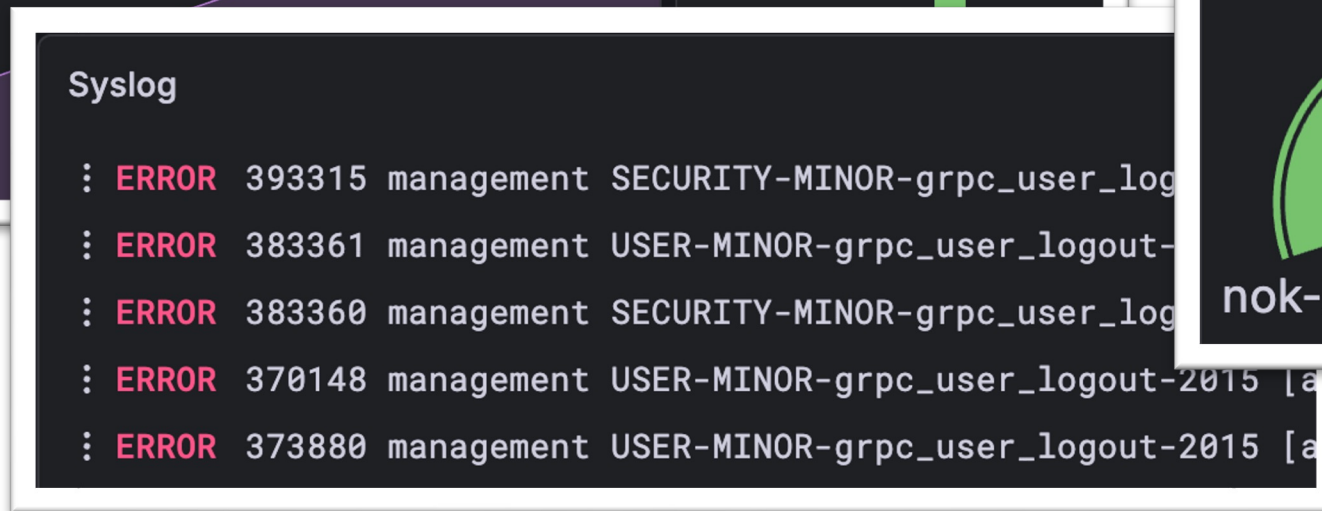 Syslog
ERROR 393315 management SECURITY-MINOR-grpc_user_log
ERROR 383361 management USER-MINOR-grpc_user_logout-
ERROR 383360 management SECURITY-MINOR-grpc_user_log
nok-
ERROR 370148 management USER-MINOR-grpc_user_logout-2015 [a
ERROR 373880 management USER-MINOR-grpc_user_logout-2015 [a